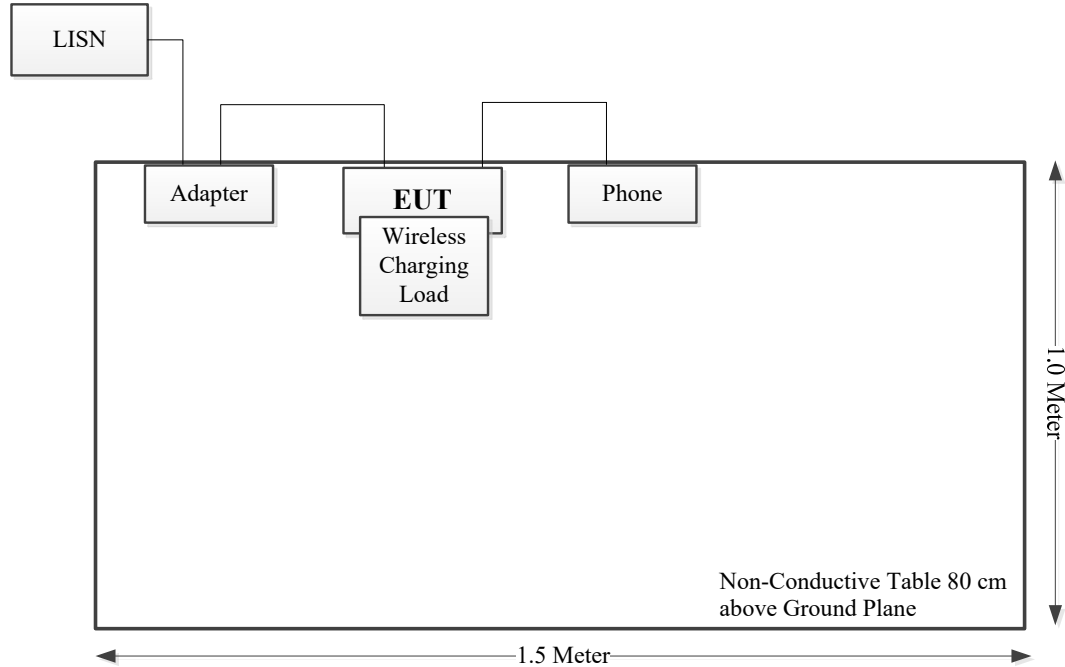 LISN
Adapter
EUT
Phone
Wireless
Charging
Load
1.0 Meter
Non-Conductive Table 80 cm
above Ground Plane
1.5 Meter